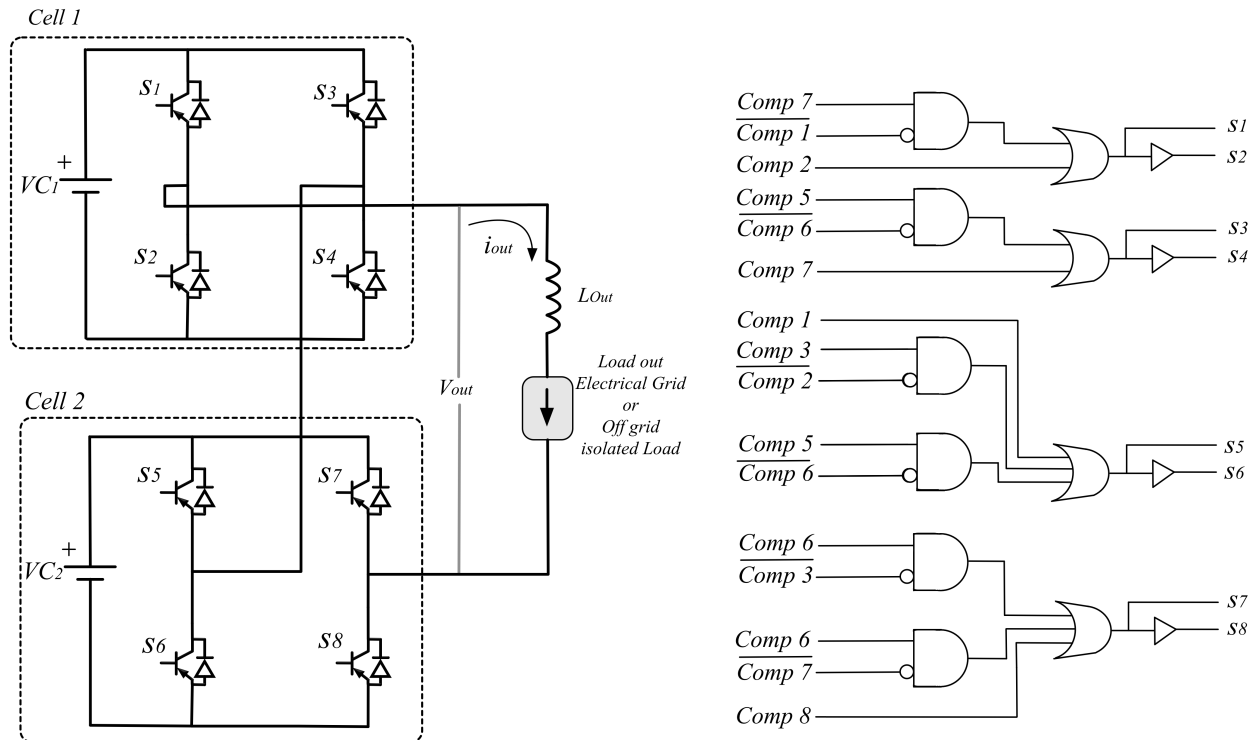 Cell 1
S1
S3
+
VC1
S2
S4
iout
LOut
Vout
Load out
Electrical Grid
or
Off grid
isolated Load
Cell 2
S5
S7
+
VC2
S6
S8
Comp 7
Comp 1
Comp 2
S1
S2
Comp 5
Comp 6
Comp 7
S3
S4
Comp 1
Comp 3
Comp 2
Comp 5
Comp 6
S5
S6
Comp 6
Comp 3
Comp 6
Comp 7
Comp 8
S7
S8